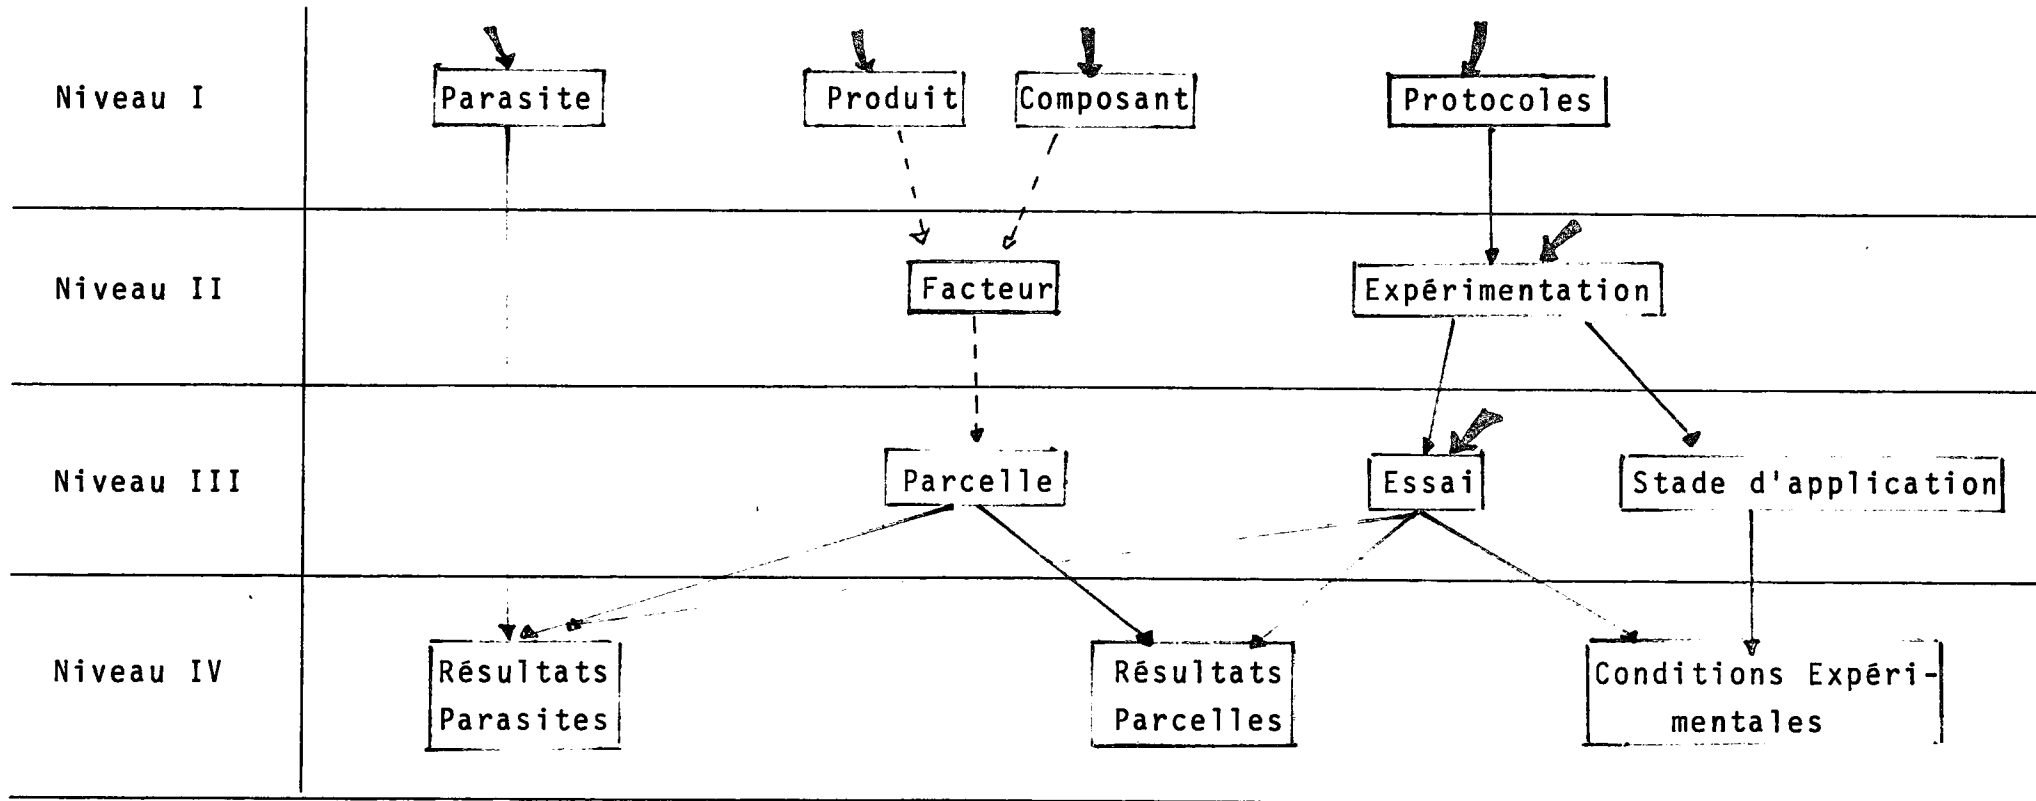 Niveau I
Parasite
Produit
Composant
Protocoles
Niveau II
Facteur
Expérimentation
Niveau III
Parcelle
Essai
Stade d'application
Niveau IV
Résultats
Parasites
Résultats
Parcelles
Conditions Expéri-
mentales